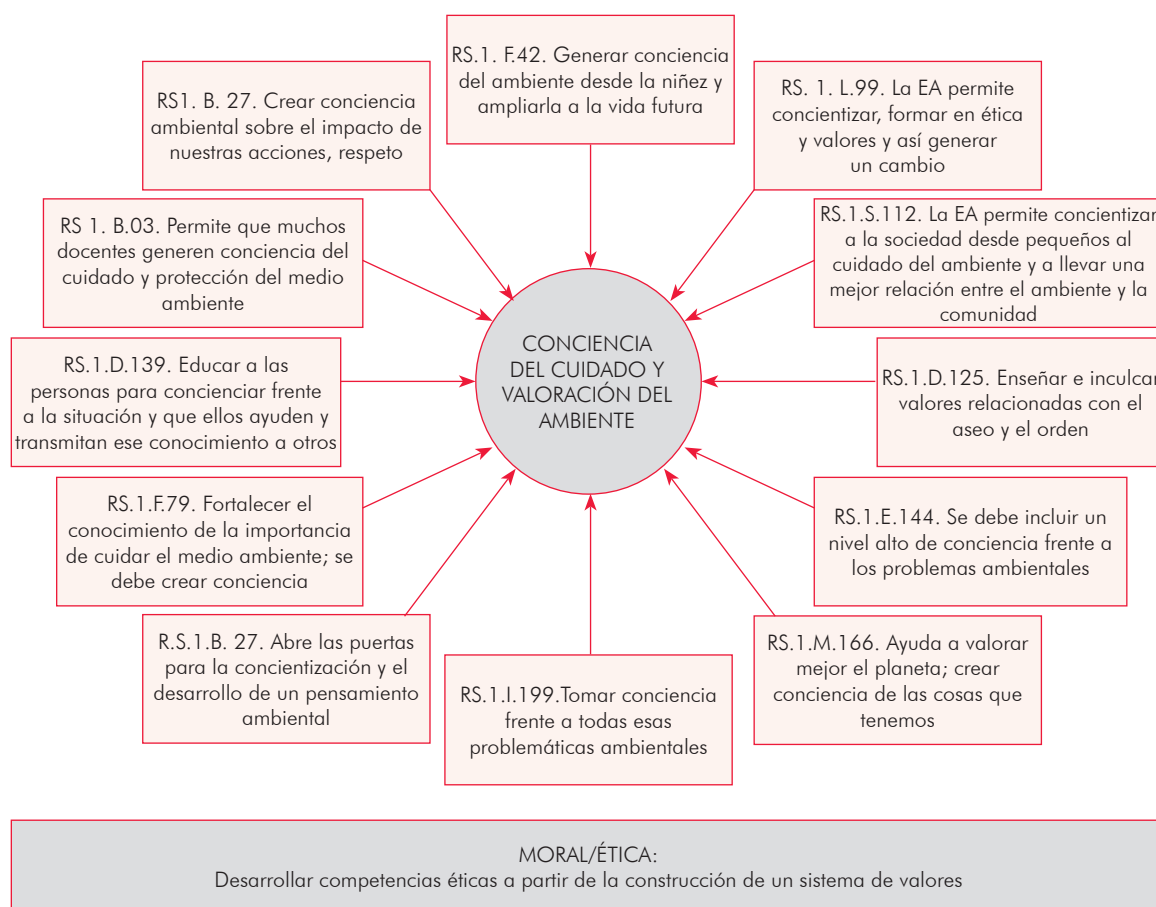 RS.1. F.42. Generar conciencia
del ambiente desde la niñez y
ampliarla a la vida futura
RS1. B. 27. Crear conciencia
ambiental sobre el impacto de
nuestras acciones, respeto
RS. 1. L.99. La EA permite
concientizar, formar en ética
y valores y así generar
un cambio
RS 1. B.03. Permite que muchos
docentes generen conciencia del
cuidado y protección del medio
ambiente
RS.1.S.112. La EA permite concientizar
a la sociedad desde pequeños al
cuidado del ambiente y a llevar una
mejor relación entre el ambiente y la
comunidad
CONCIENCIA
DEL CUIDADO Y
VALORACIÓN DEL
AMBIENTE
RS.1.D.139. Educar a las
personas para concienciar frente
a la situación y que ellos ayuden y
transmitan ese conocimiento a otros
RS.1.D.125. Enseñar e inculcar
valores relacionadas con el
aseo y el orden
RS.1.F.79. Fortalecer el
conocimiento de la importancia
de cuidar el medio ambiente; se
debe crear conciencia
RS.1.E.144. Se debe incluir un
nivel alto de conciencia frente a
los problemas ambientales
R.S.1.B. 27. Abre las puertas
para la concientización y el
desarrollo de un pensamiento
ambiental
RS.1.I.199.Tomar conciencia
frente a todas esas
problemáticas ambientales
RS.1.M.166. Ayuda a valorar
mejor el planeta; crear
conciencia de las cosas que
tenemos
MORAL/ÉTICA:
Desarrollar competencias éticas a partir de la construcción de un sistema de valores